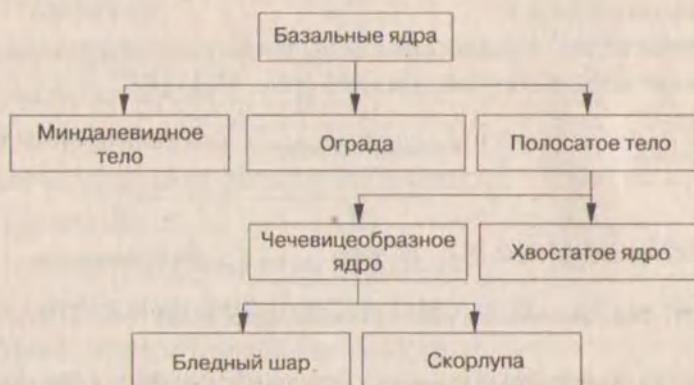 Базальные ядра
Миндалевидное
тело
Ограда
Полосатое тело
Чечевицеобразное
ядро
Хвостатое ядро
Бледный шар
Скорлупа